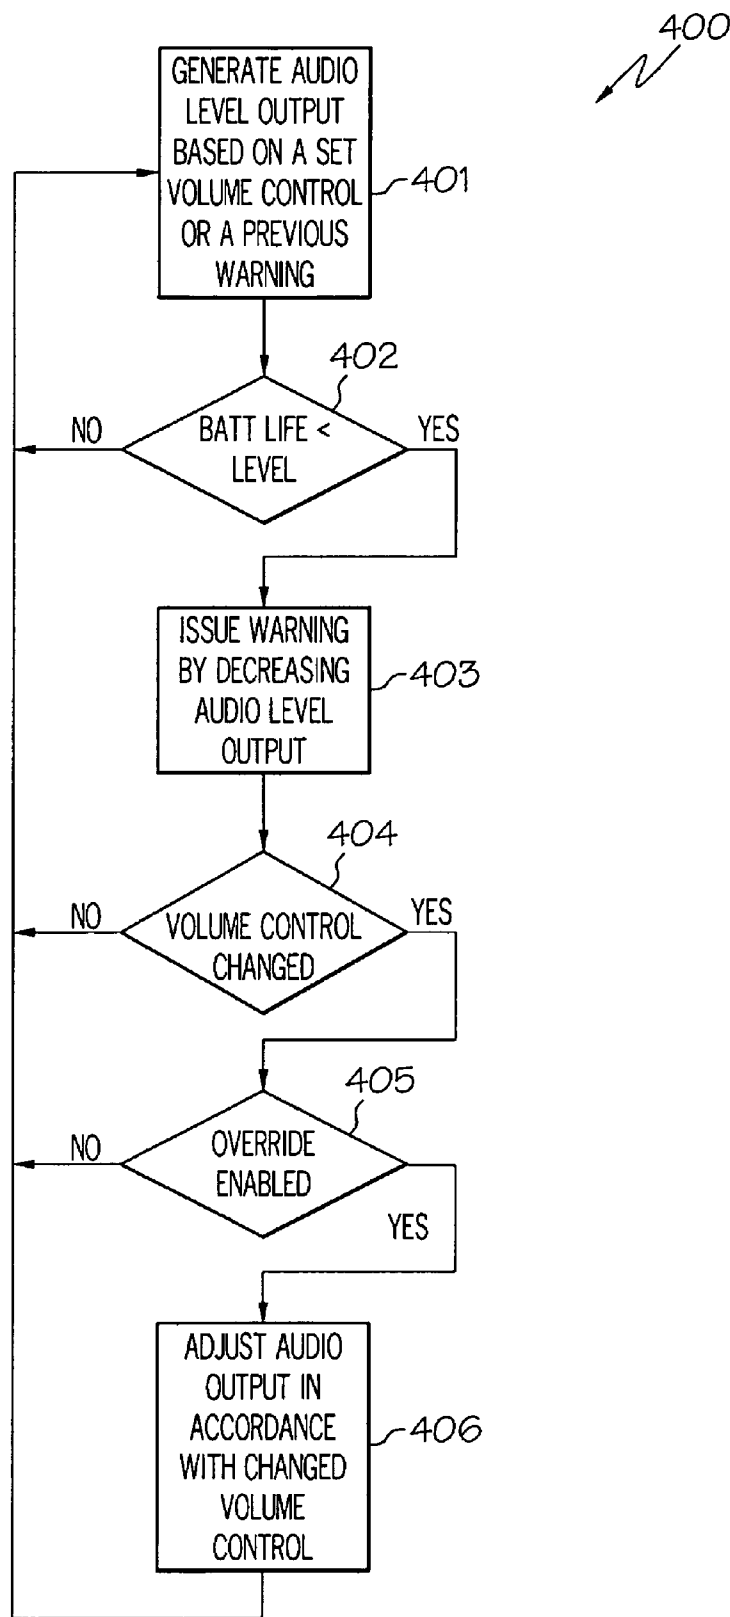 400
GENERATE AUDIO
LEVEL OUTPUT
BASED ON A SET
VOLUME CONTROL
OR A PREVIOUS
WARNING
401
402
NO
BATT LIFE <
LEVEL
YES
ISSUE WARNING
BY DECREASING
AUDIO LEVEL
OUTPUT
403
404
NO
VOLUME CONTROL
CHANGED
YES
405
NO
OVERRIDE
ENABLED
YES
ADJUST AUDIO
OUTPUT IN
ACCORDANCE
WITH CHANGED
VOLUME
CONTROL
406